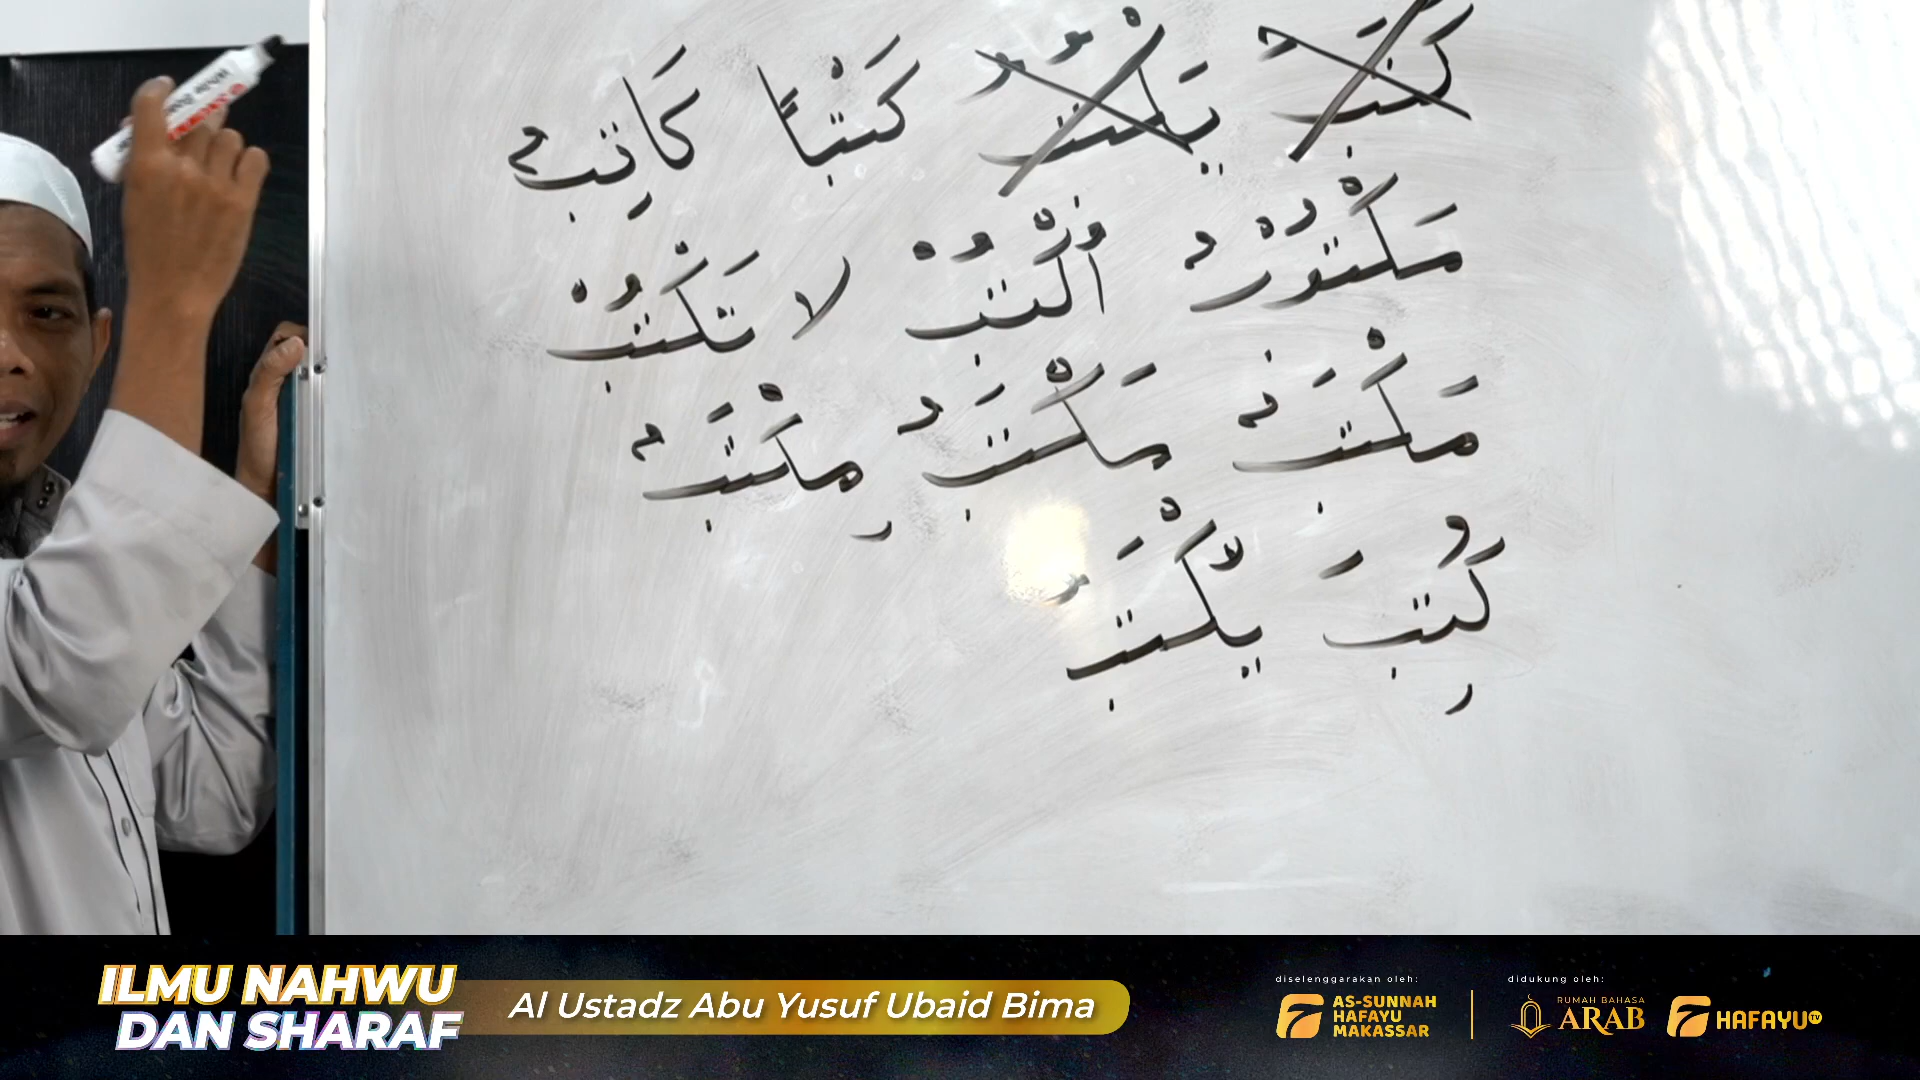 كَتَبَ يَكْتُبُ كَتْبًا كَاتِبٌ
مَكْتُوْبٌ اُكْتُبْ لَا تَكْتُبْ
مَكْتَبٌ مَكْتَبٌ مِكْتَبٌ
كُتِبَ يُكْتَبُ
ILMU NAHWU
DAN SHARAF
Al Ustadz Abu Yusuf Ubaid Bima
diselenggarakan oleh:
AS-SUNNAH
HAFAYU
MAKASSAR
didukung oleh:
RUMAH BAHASA
ARAB
HAFAYU TV